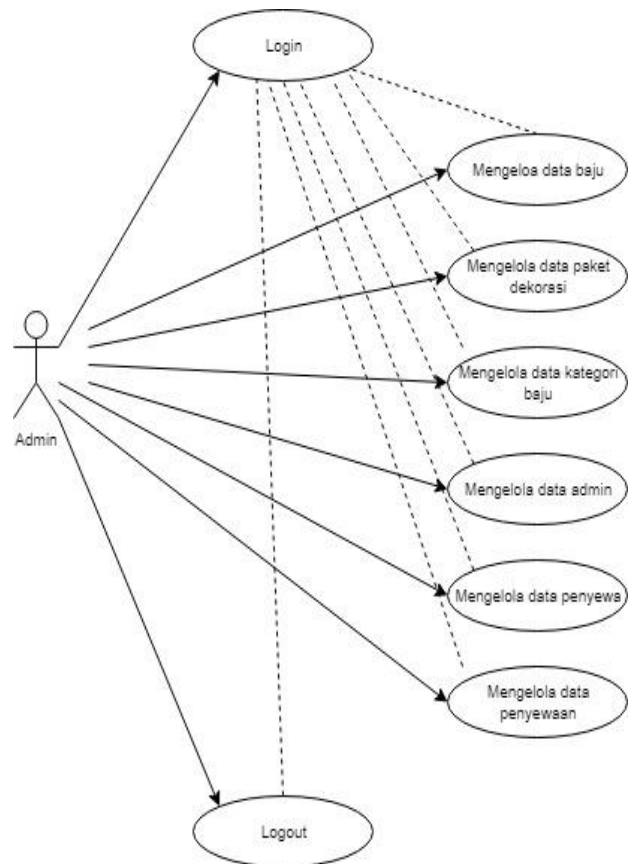 Login
Mengeloa data baju
Mengelola data paket
dekorasi
Mengelola data kategori
baju
Admin
Mengelola data admin
Mengelola data penyewa
Mengelola data
penyewaan
Logout